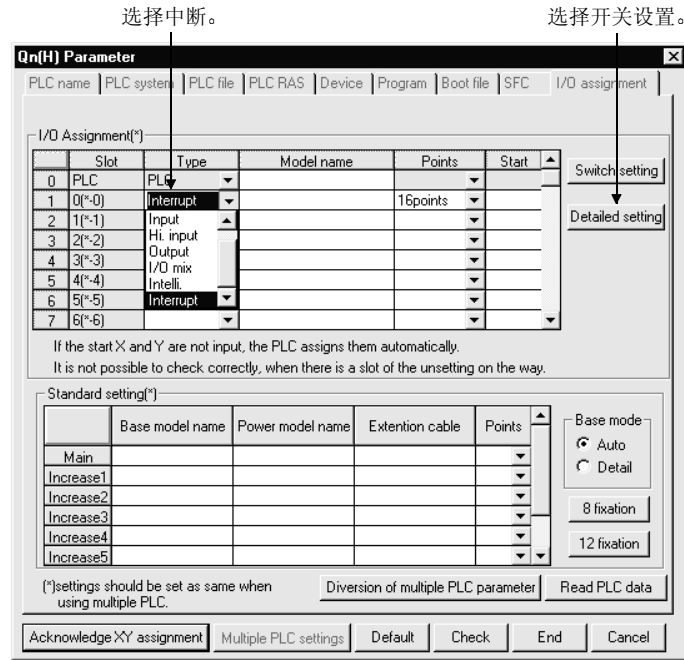 选择中断。
选择开关设置。
Qn(H) Parameter
PLC name PLC system PLC file PLC RAS Device Program Boot file SFC I/O assignment
I/O Assignment(*)
Slot Type Model name Points Start
0 PLC PLC
1 0(*-0) Interrupt 16points
2 1(*-1) Input
3 2(*-2) Hi. input
Output
4 3(*-3) I/O mix
5 4(*-4) Intelli.
6 5(*-5) Interrupt
7 6(*-6)
Switch setting
Detailed setting
If the start X and Y are not input, the PLC assigns them automatically.
It is not possible to check correctly, when there is a slot of the unsetting on the way.
Standard setting(*)
Base model name Power model name Extention cable Points
Main
Increase1
Increase2
Increase3
Increase4
Increase5
Base mode
Auto
Detail
8 fixation
12 fixation
(*)settings should be set as same when
using multiple PLC.
Diversion of multiple PLC parameter Read PLC data
Acknowledge XY assignment Multiple PLC settings Default Check End Cancel